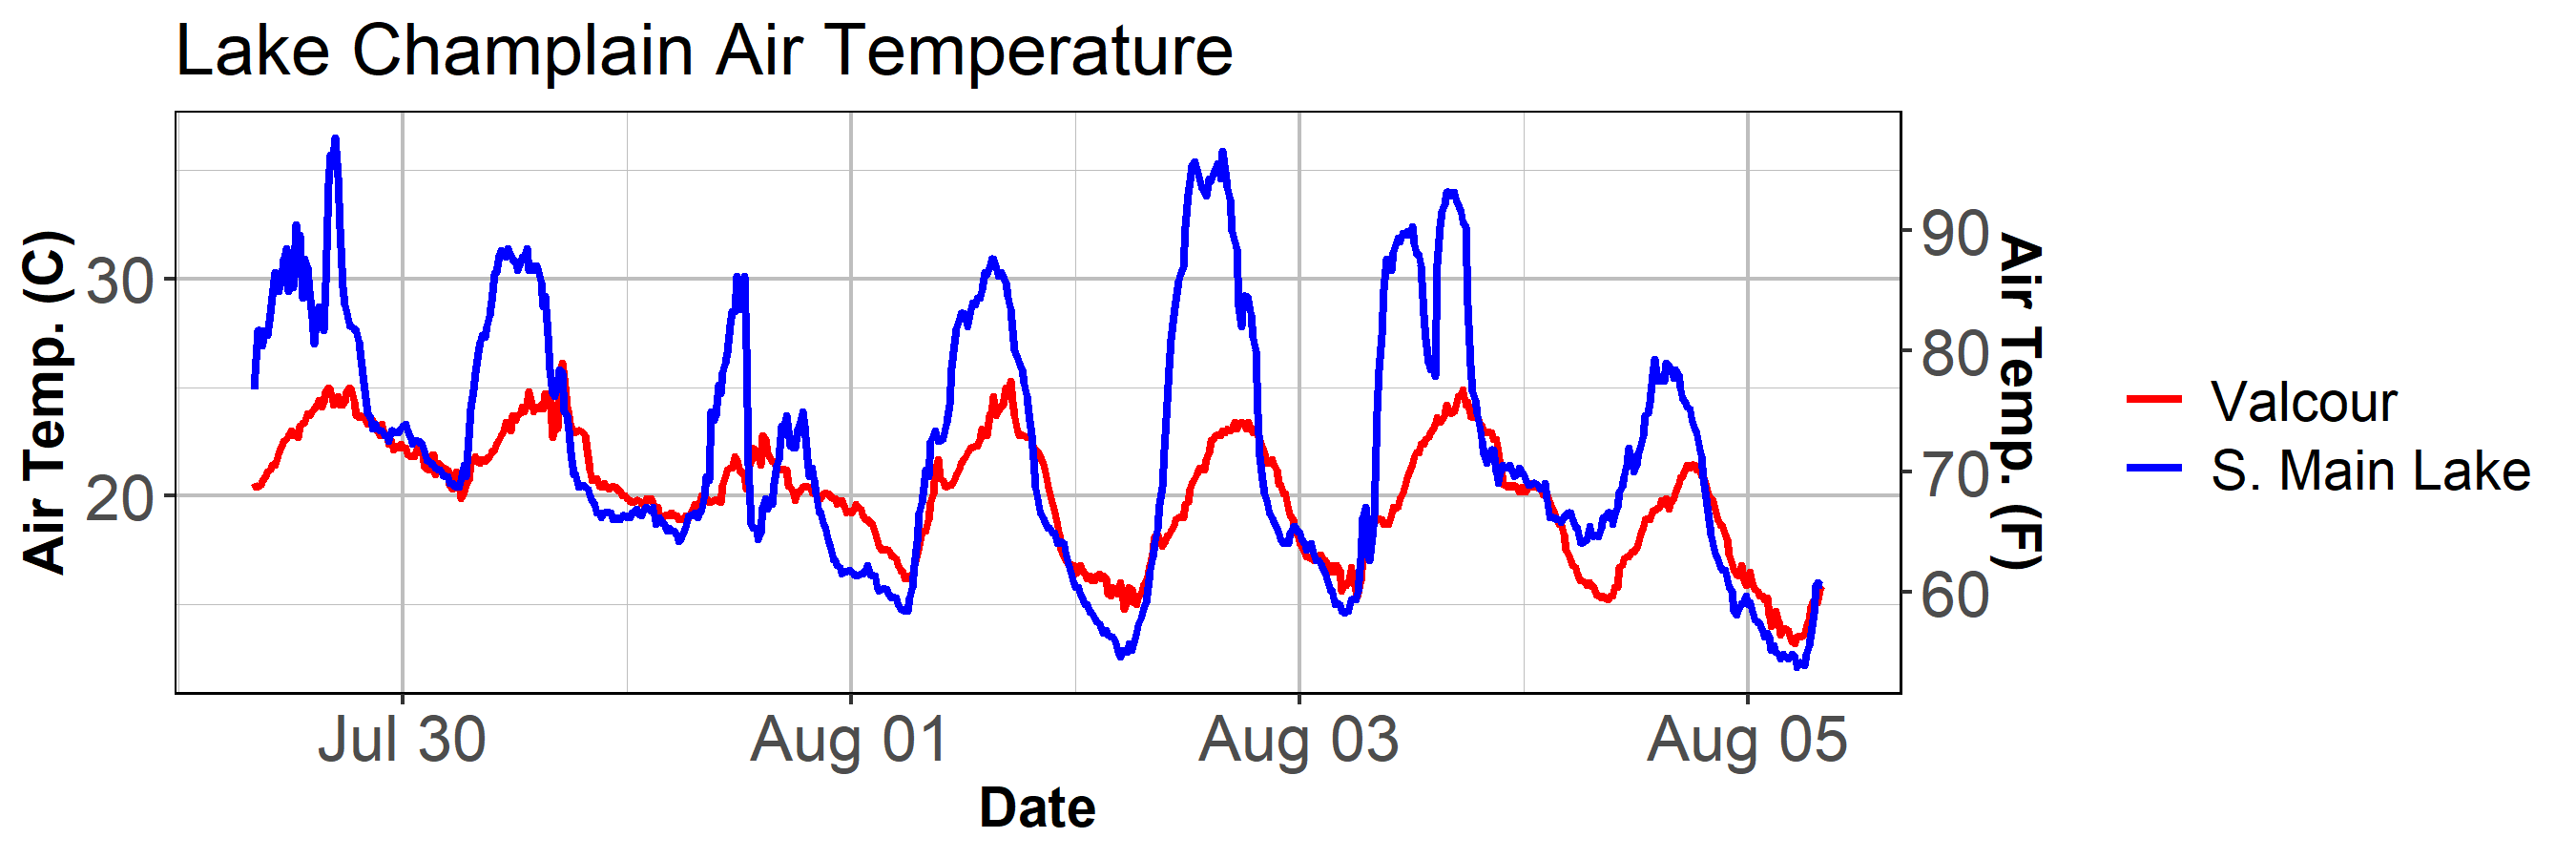 Lake Champlain Air Temperature
Air Temp. (C)
30
20
90
80
70
60
Air Temp. (F)
Jul 30
Aug 01
Aug 03
Aug 05
Date
Valcour
S. Main Lake